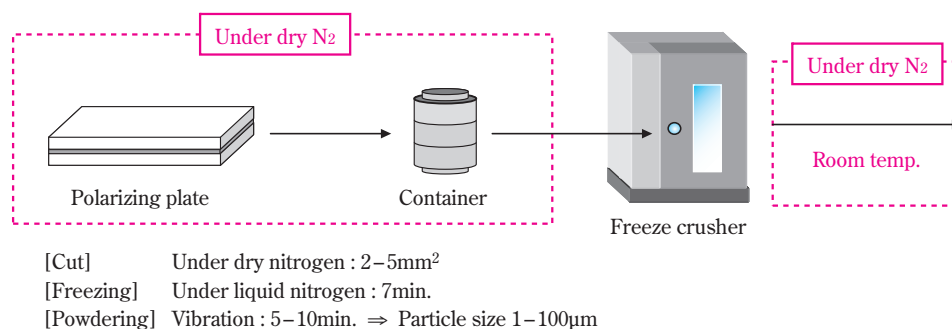 Under dry N2
Under dry N2
Room temp.
Polarizing plate
Container
Freeze crusher
[Cut] Under dry nitrogen : 2–5mm²
[Freezing] Under liquid nitrogen : 7min.
[Powdering] Vibration : 5–10min. ⇒ Particle size 1–100μm